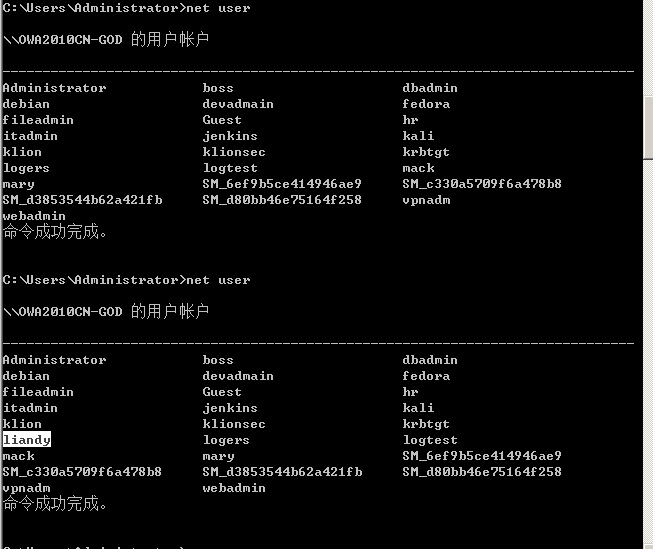 C:\Users\Administrator>net user
\\OWA2010CN-GOD 的用户帐户
-------------------------------------------------------------------------------
Administrator boss dbadmin
debian devadmain fedora
fileadmin Guest hr
itadmin jenkins kali
klion klionsec krbtgt
logers logtest mack
mary SM_6ef9b5ce414946ae9 SM_c330a5709f6a478b8
SM_d3853544b62a421fb SM_d80bb46e75164f258 vpnadm
webadmin
命令成功完成。
C:\Users\Administrator>net user
\\OWA2010CN-GOD 的用户帐户
-------------------------------------------------------------------------------
Administrator boss dbadmin
debian devadmain fedora
fileadmin Guest hr
itadmin jenkins kali
klion klionsec krbtgt
liandy logers logtest
mack mary SM_6ef9b5ce414946ae9
SM_c330a5709f6a478b8 SM_d3853544b62a421fb SM_d80bb46e75164f258
vpnadm webadmin
命令成功完成。